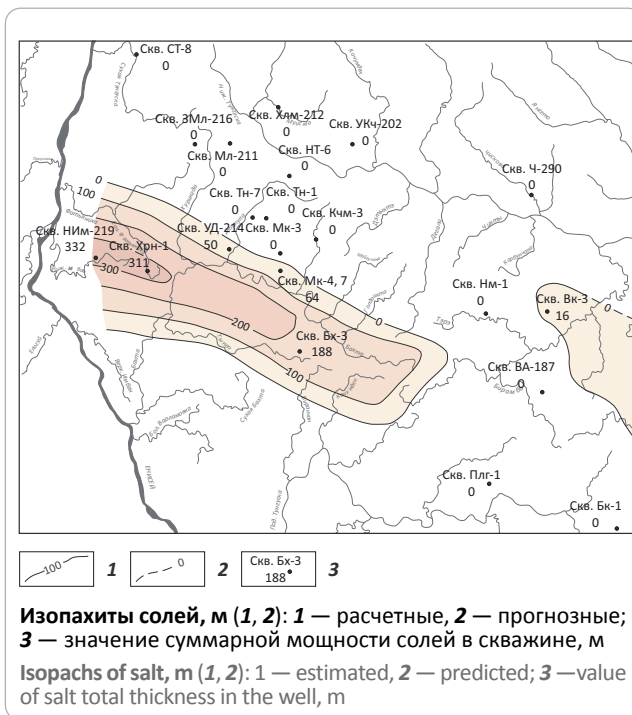 Скв. СТ-8
0
Скв. ЗМл-216
0
Скв. Хлм-212
0
Скв. УКч-202
0
Скв. Мл-211
0
Скв. НТ-6
0
Скв. Ч-290
0
Скв. Тн-7
0
Скв. Тн-1
0
Скв. Кчм-3
0
0
100
Скв. НИм-219
332
Скв. Хрн-1
311
300
Скв. УД-214
50
Скв. Мк-3
0
Скв. Мк-4, 7
64
Скв. Нм-1
0
Скв. Вк-3
16
0
0
200
Тарэ
Скв. Бх-3
188
100
Скв. ВА-187
0
Сухая Бахта
ЕНИСЕЙ
Скв. Плг-1
0
Скв. Бк-1
0
100 1 0 2 Скв. Бх-3 188 3
Изопахиты солей, м (1, 2): 1 — расчетные, 2 — прогнозные;
3 — значение суммарной мощности солей в скважине, м
Isopachs of salt, m (1, 2): 1 — estimated, 2 — predicted; 3 —value
of salt total thickness in the well, m